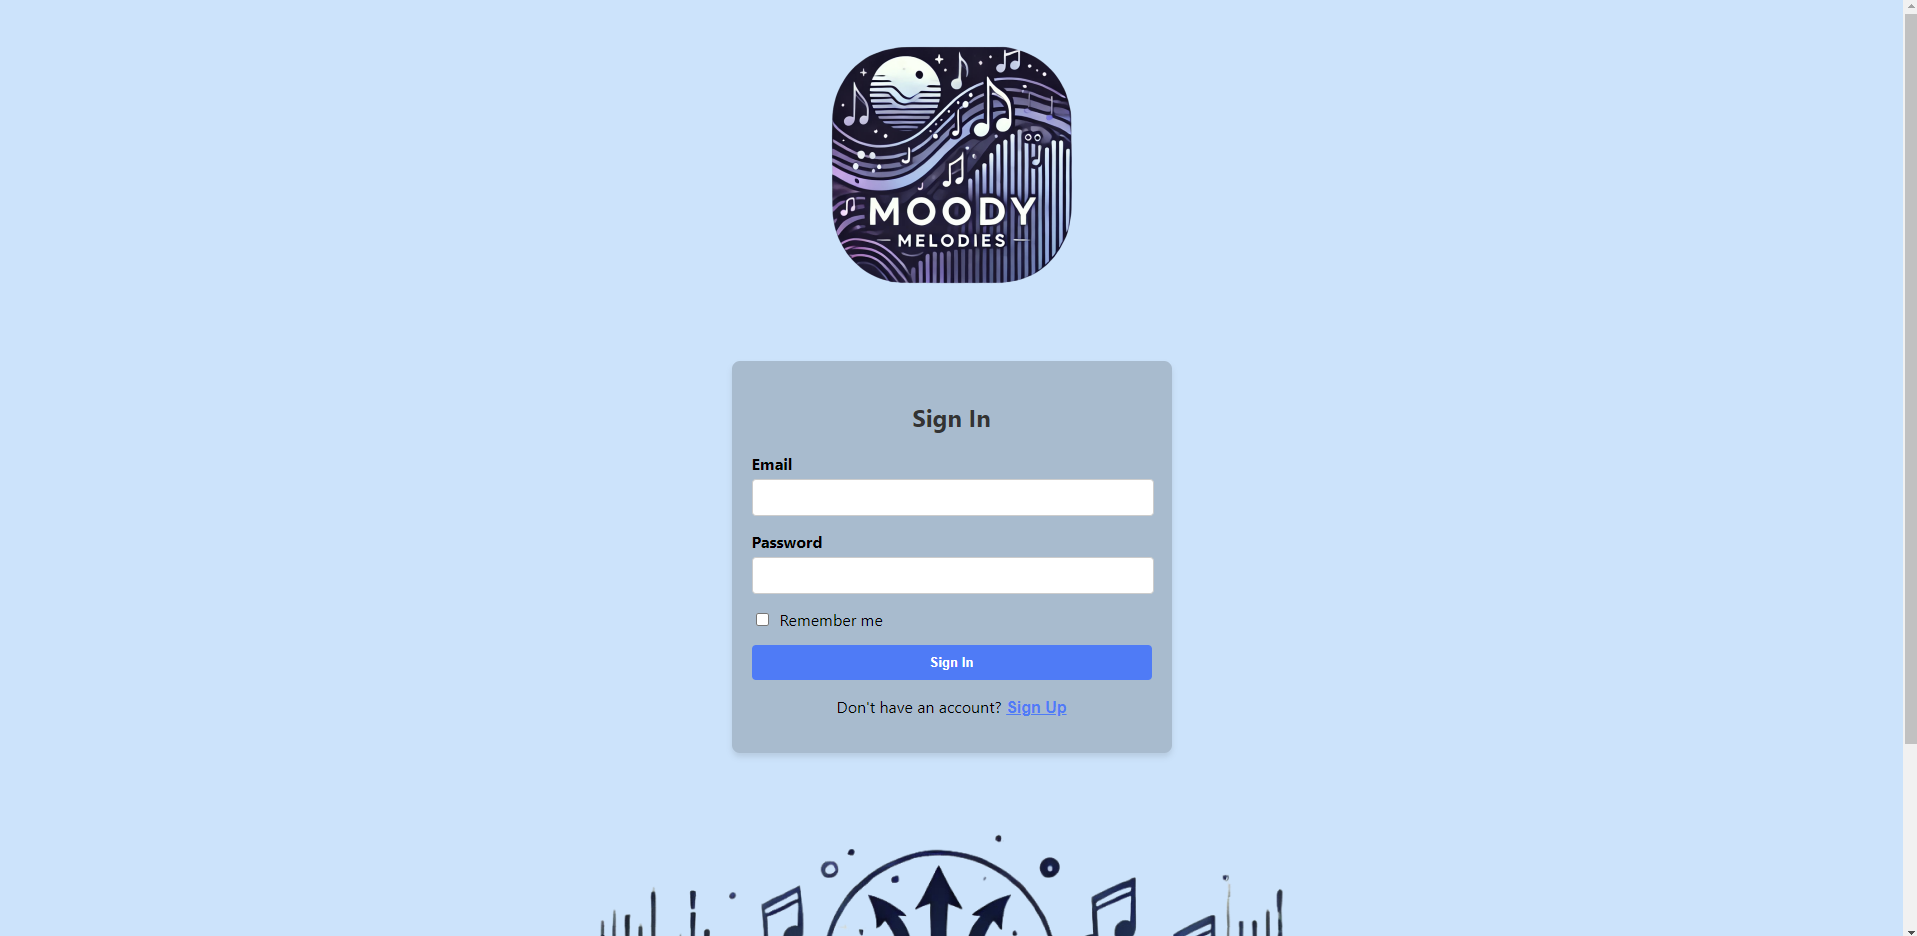 MOODY
MELODIES
Sign In
Email
Password
Remember me
Sign In
Don't have an account? Sign Up